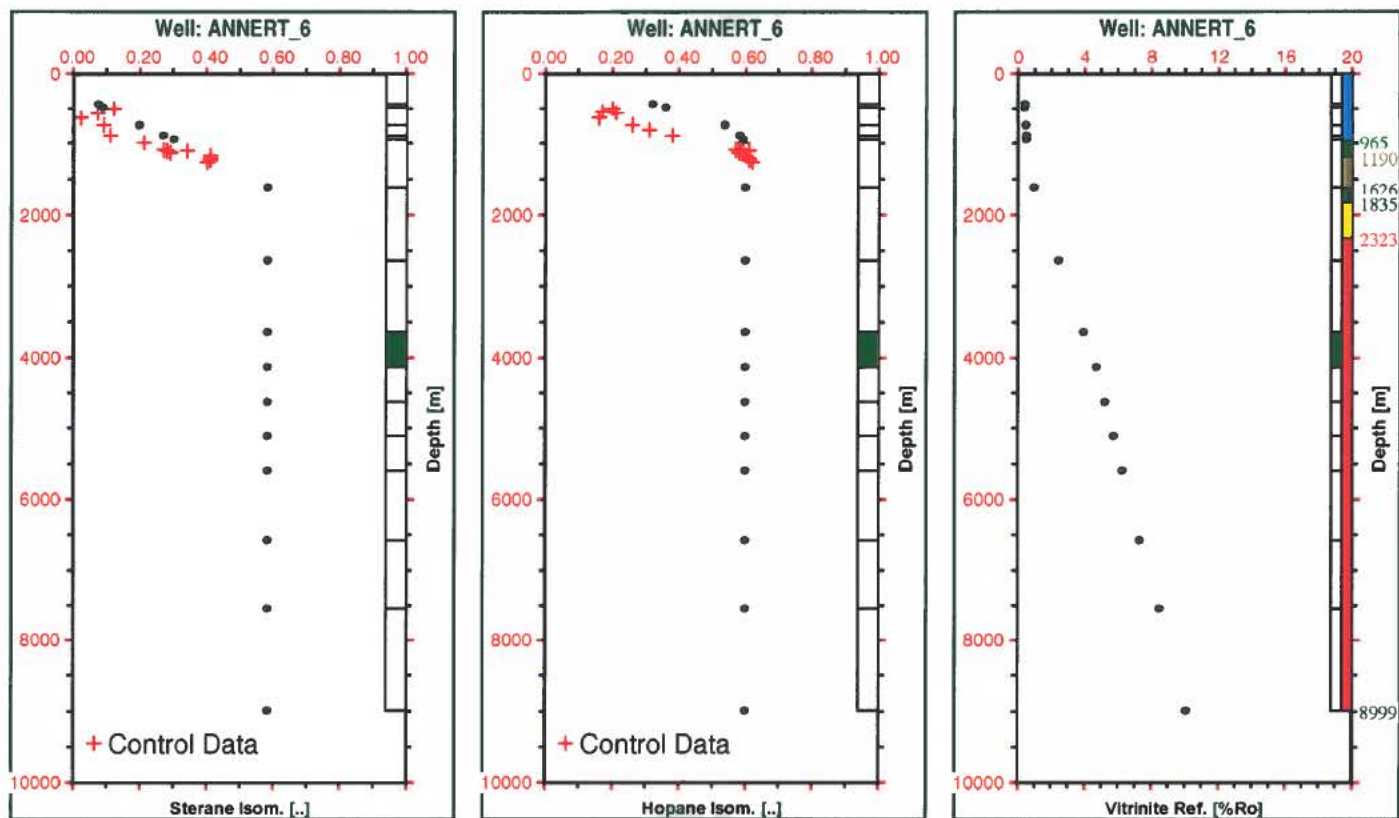 Well: ANNERT_6
0.00 0.20 0.40 0.60 0.80 1.00
0
2000
4000
6000
8000
10000
Depth [m]
+ Control Data
Sterane Isom. [..]
Well: ANNERT_6
0.00 0.20 0.40 0.60 0.80 1.00
0
2000
4000
6000
8000
10000
Depth [m]
+ Control Data
Hopane Isom. [..]
Well: ANNERT_6
0 4 8 12 16 20
0
2000
4000
6000
8000
10000
965
1190
1626
1835
2323
8999
Depth [m]
Vitrinite Ref. [%Ro]